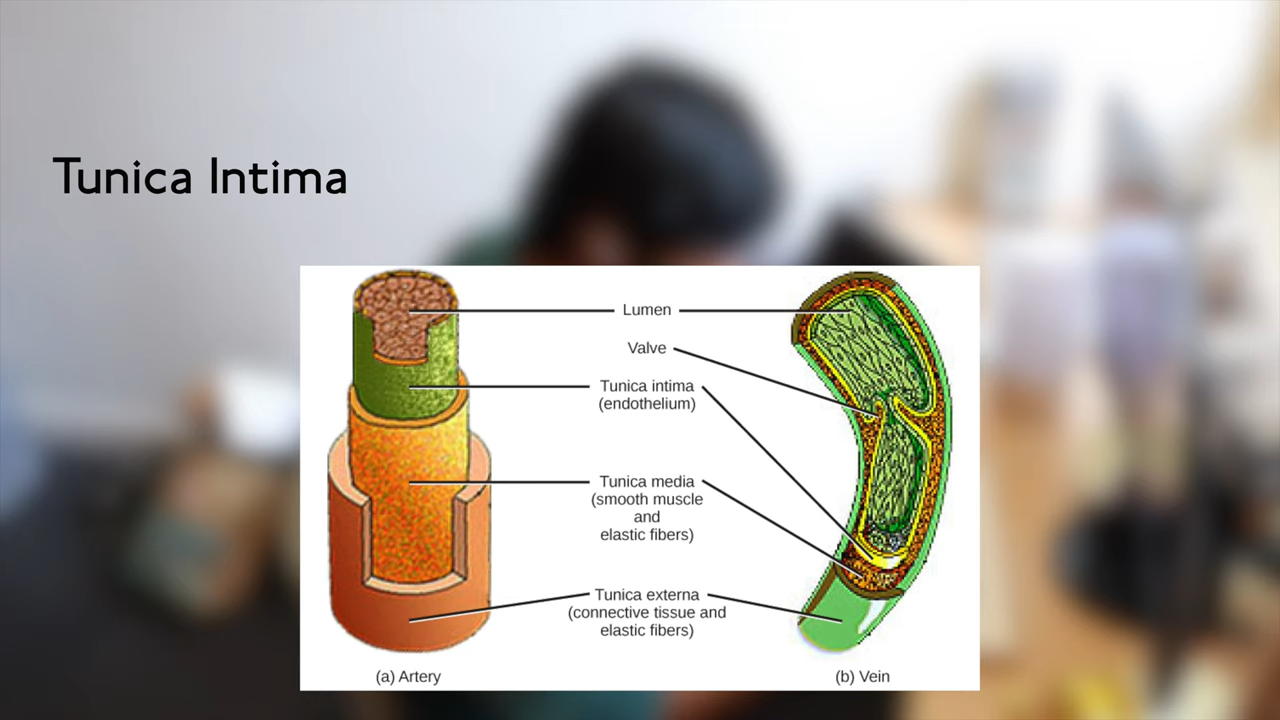 Tunica Intima
Lumen
Valve
Tunica intima
(endothelium)
Tunica media
(smooth muscle
and
elastic fibers)
Tunica externa
(connective tissue and
elastic fibers)
(a) Artery
(b) Vein